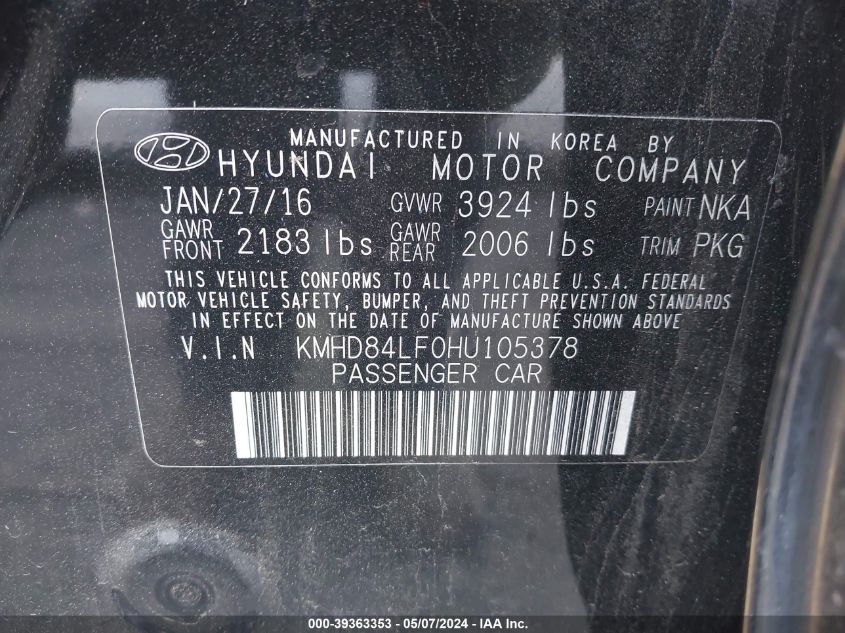 MANUFACTURED IN KOREA BY
HYUNDAI MOTOR COMPANY
JAN/27/16 GVWR 3924 lbs PAINT NKA
GAWR FRONT 2183 lbs GAWR REAR 2006 lbs TRIM PKG
THIS VEHICLE CONFORMS TO ALL APPLICABLE U.S.A. FEDERAL
MOTOR VEHICLE SAFETY, BUMPER, AND THEFT PREVENTION STANDARDS
IN EFFECT ON THE DATE OF MANUFACTURE SHOWN ABOVE
V.I.N KMHD84LF0HU105378
PASSENGER CAR
000-39363353 - 05/07/2024 - IAA Inc.